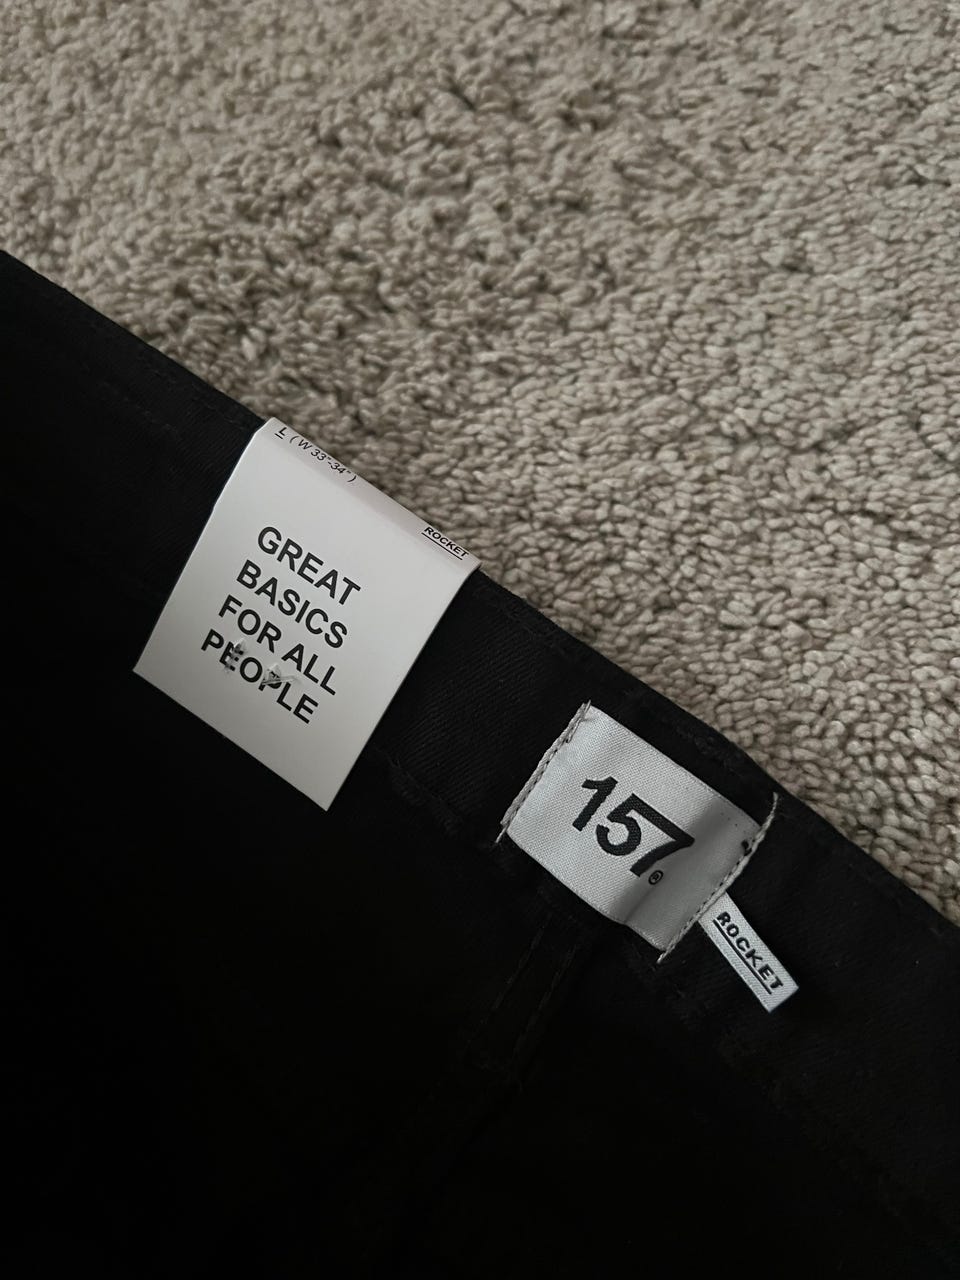 L (W 33"-34")
ROCKET
GREAT
BASICS
FOR ALL
PEOPLE
157®
ROCKET